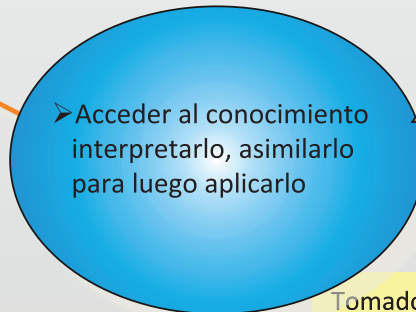 ➢Acceder al conocimiento
interpretarlo, asimilarlo
para luego aplicarlo
Tomado